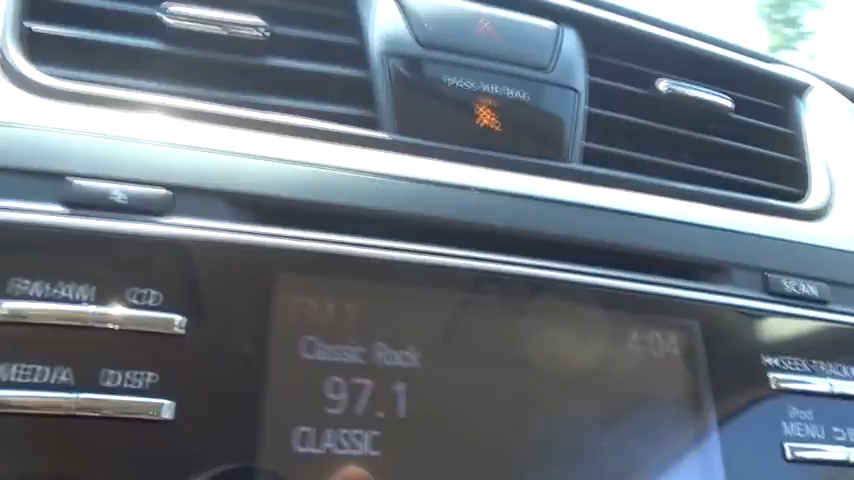 PASS AIR BAG
SCAN
FM·AM CD
FM1
Classic Rock
4:04
MEDIA DISP
97.1
SEEK·TRACK
CLASSIC
iPod
MENU